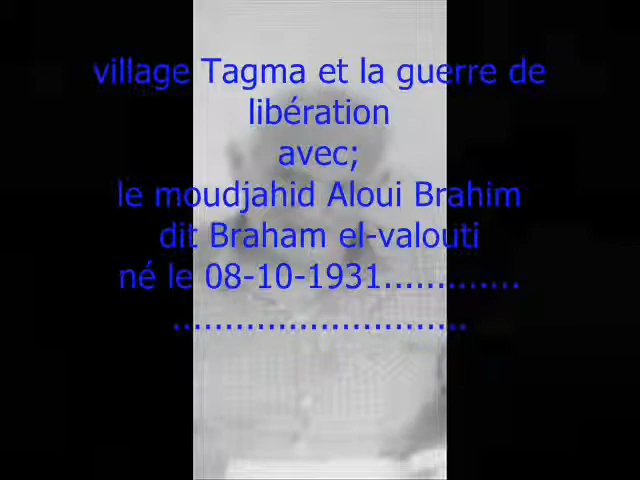 village Tagma et la guerre de
libération
avec;
le moudjahid Aloui Brahim
dit Braham el-valouti
né le 08-10-1931.............
............................